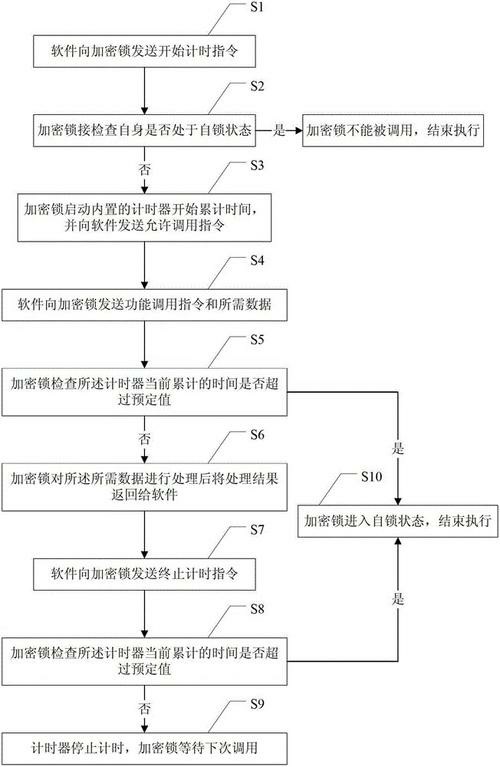 S1
软件向加密锁发送开始计时指令
S2
加密锁接检查自身是否处于自锁状态
是
加密锁不能被调用，结束执行
否
S3
加密锁启动内置的计时器开始累计时间，
并向软件发送允许调用指令
S4
软件向加密锁发送功能调用指令和所需数据
S5
加密锁检查所述计时器当前累计的时间是否超
过预定值
是
否
S6
加密锁对所述所需数据进行处理后将处理结果
返回给软件
S10
加密锁进入自锁状态，结束执行
S7
软件向加密锁发送终止计时指令
是
S8
加密锁检查所述计时器当前累计的时间是否超
过预定值
否
S9
计时器停止计时，加密锁等待下次调用